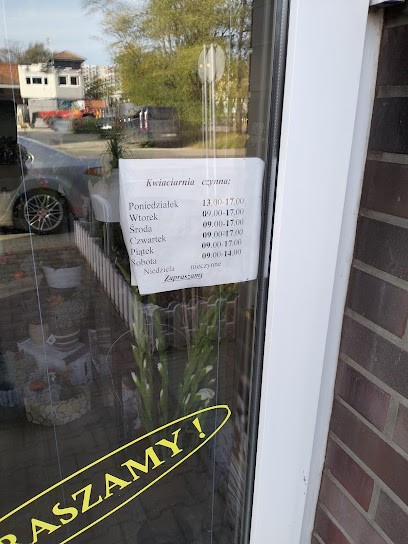 Kwiaciarnia czynna:
Poniedziałek 13.00-17.00
Wtorek 09.00-17.00
Środa 09.00-17.00
Czwartek 09.00-17.00
Piątek 09.00-17.00
Sobota 09.00-14.00
Niedziela nieczynne
Zapraszamy
RASZAMY!